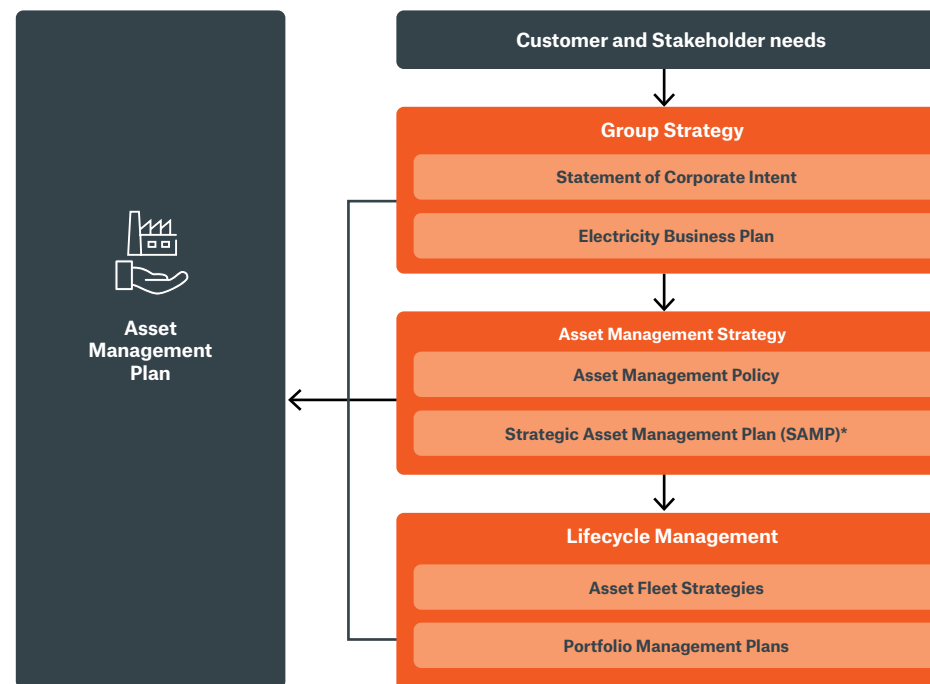 Customer and Stakeholder needs
Group Strategy
Statement of Corporate Intent
Electricity Business Plan
Asset
Management
Plan
Asset Management Strategy
Asset Management Policy
Strategic Asset Management Plan (SAMP)*
Lifecycle Management
Asset Fleet Strategies
Portfolio Management Plans